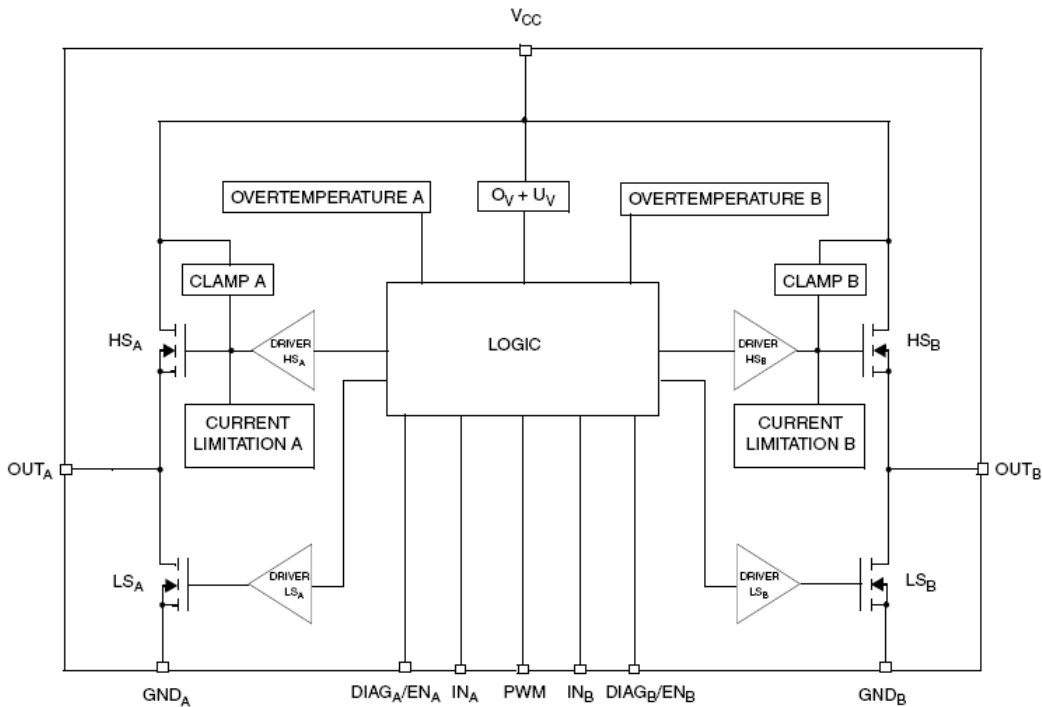 VCC
OVERTEMPERATURE A
OV + UV
OVERTEMPERATURE B
CLAMP A
CLAMP B
HSA
DRIVER
HSA
LOGIC
DRIVER
HSB
HSB
CURRENT
LIMITATION A
CURRENT
LIMITATION B
OUTA
OUTB
LSA
DRIVER
LSA
DRIVER
LSB
LSB
GNDA
DIAGA/ENA
INA
PWM
INB
DIAGB/ENB
GNDB